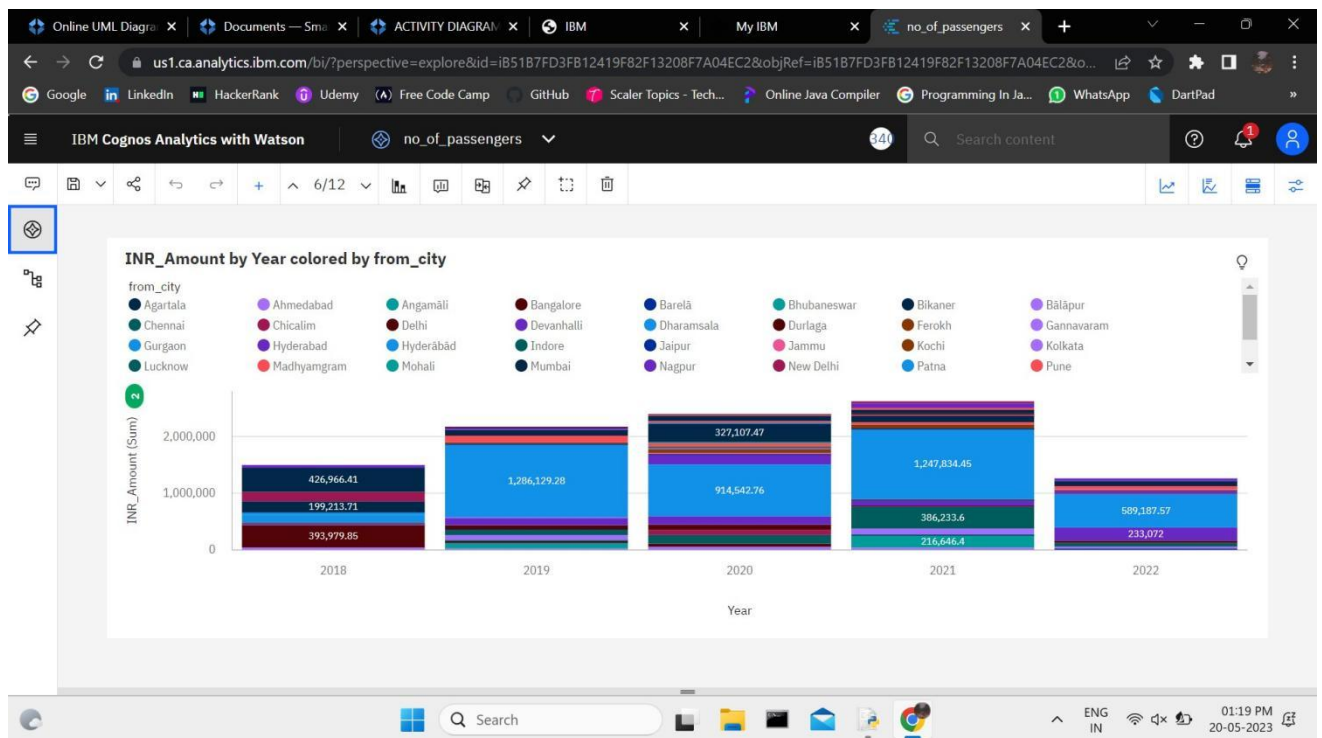 Online UML Diagra
Documents — Sma
ACTIVITY DIAGRAM
IBM
My IBM
no_of_passengers
us1.ca.analytics.ibm.com/bi/?perspective=explore&id=iB51B7FD3FB12419F82F13208F7A04EC2&objRef=iB51B7FD3FB12419F82F13208F7A04EC2&o...
Google LinkedIn HackerRank Udemy Free Code Camp GitHub Scaler Topics - Tech... Online Java Compiler Programming In Ja... WhatsApp DartPad »
IBM Cognos Analytics with Watson
no_of_passengers
340
Search content
1
6/12
INR_Amount by Year colored by from_city
from_city
Agartala Ahmedabad Angamāli Bangalore Barelā Bhubaneswar Bikaner Bālāpur
Chennai Chicalim Delhi Devanhalli Dharamsala Durlaga Ferokh Gannavaram
Gurgaon Hyderabad Hyderābād Indore Jaipur Jammu Kochi Kolkata
Lucknow Madhyamgram Mohali Mumbai Nagpur New Delhi Patna Pune
2
INR_Amount (Sum)
2,000,000
1,000,000
0
426,966.41
199,213.71
393,979.85
1,286,129.28
327,107.47
914,542.76
1,247,834.45
386,233.6
216,646.4
589,187.57
233,072
2018 2019 2020 2021 2022
Year
Search
ENG
IN
01:19 PM
20-05-2023